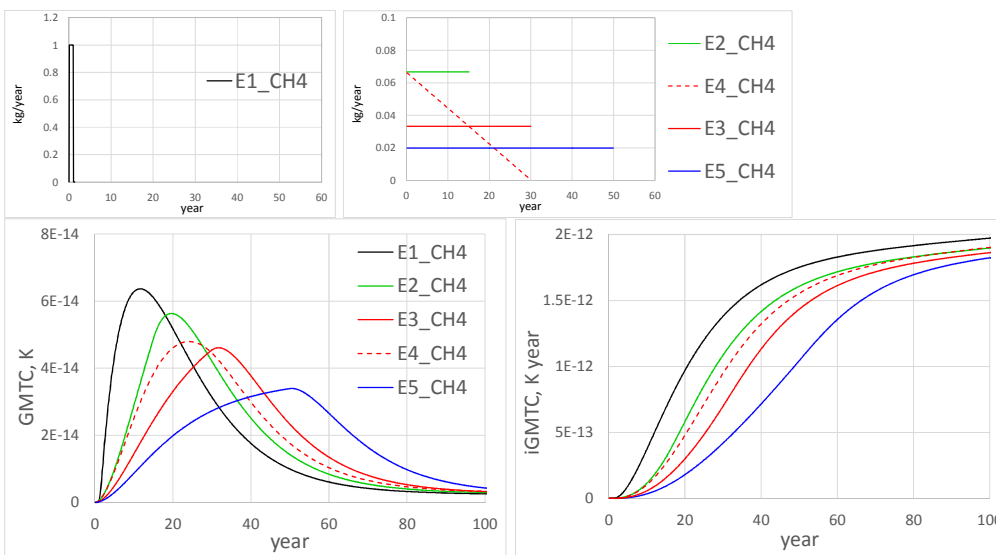 1.2
1
0.8
0.6
0.4
0.2
0
kg/year
0 10 20 30 40 50 60
year
E1_CH4
0.1
0.08
0.06
0.04
0.02
0
kg/year
0 10 20 30 40 50 60
year
E2_CH4
E4_CH4
E3_CH4
E5_CH4
8E-14
6E-14
4E-14
2E-14
0
GMTC, K
0 20 40 60 80 100
year
E1_CH4
E2_CH4
E3_CH4
E4_CH4
E5_CH4
2E-12
1.5E-12
1E-12
5E-13
0
iGMTC, K year
0 20 40 60 80 100
year